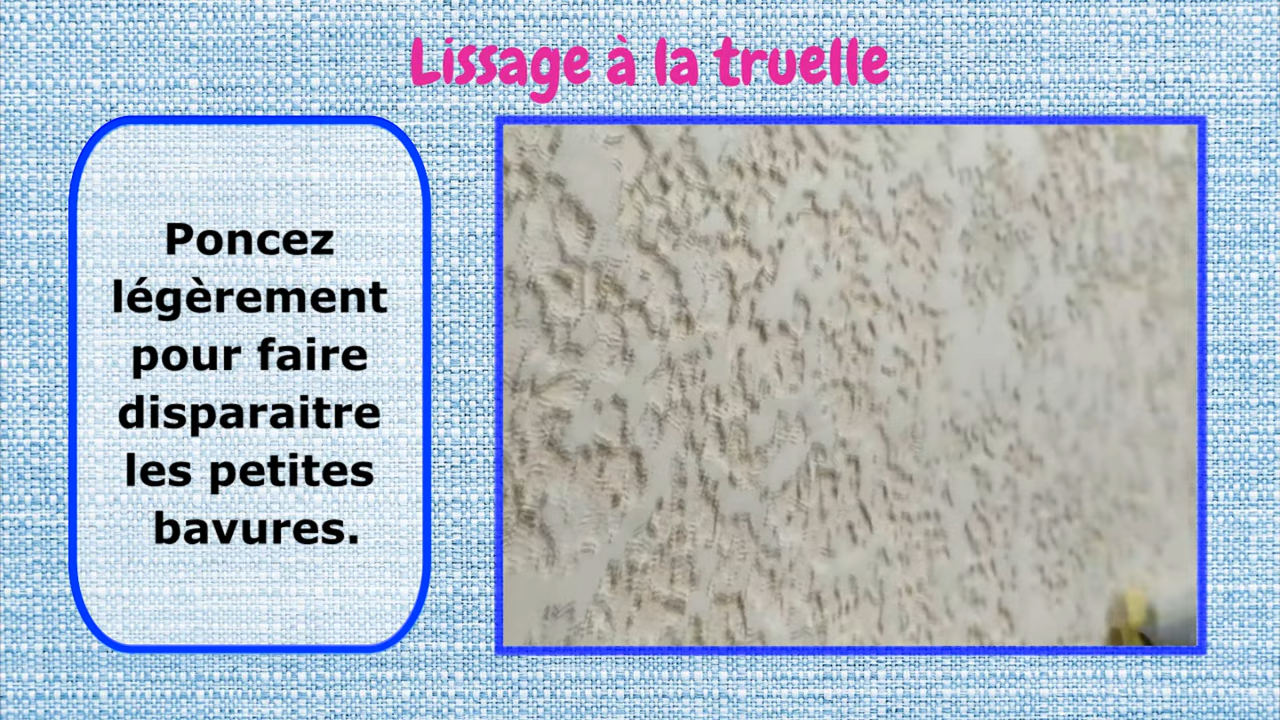 Lissage à la truelle
Poncez
légèrement
pour faire
disparaitre
les petites
bavures.